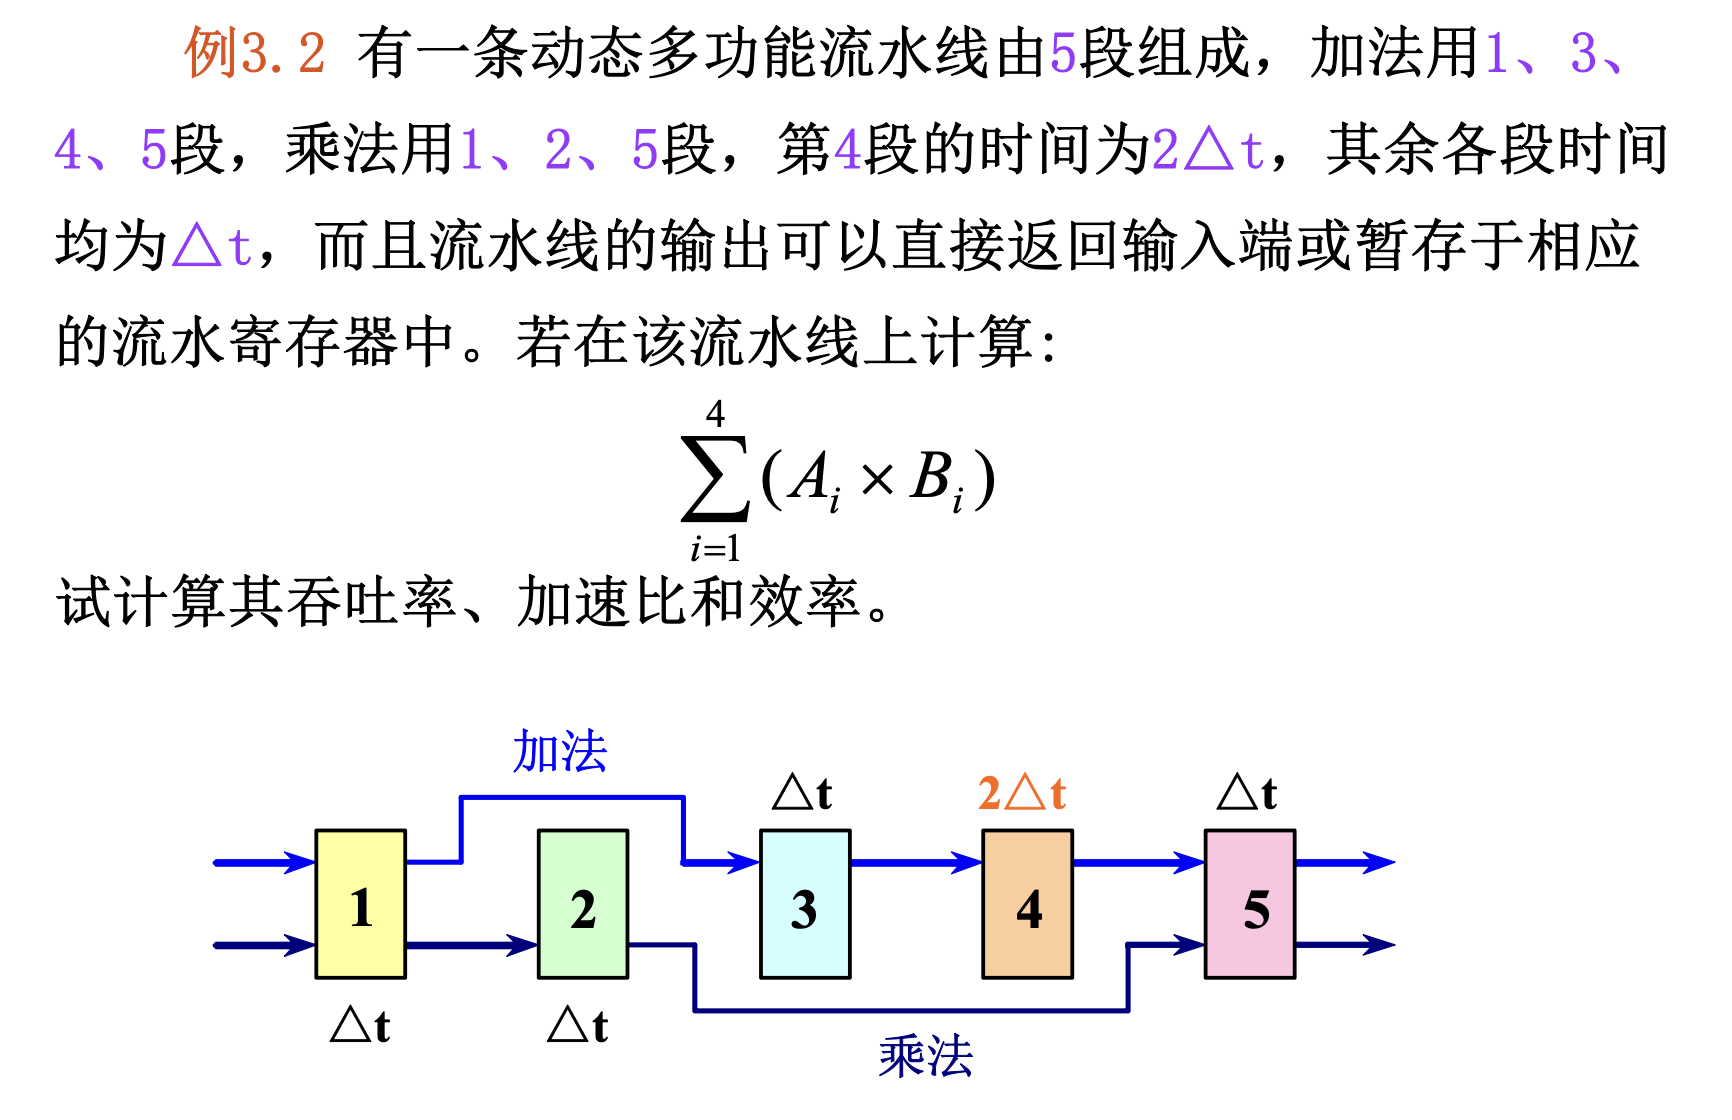 例3.2 有一条动态多功能流水线由5段组成，加法用1、3、
4、5段，乘法用1、2、5段，第4段的时间为2△t，其余各段时间
均为△t，而且流水线的输出可以直接返回输入端或暂存于相应
的流水寄存器中。若在该流水线上计算：
4
∑(A_i × B_i)
i=1
试计算其吞吐率、加速比和效率。
加法
△t 2△t △t
1 2 3 4 5
△t △t
乘法